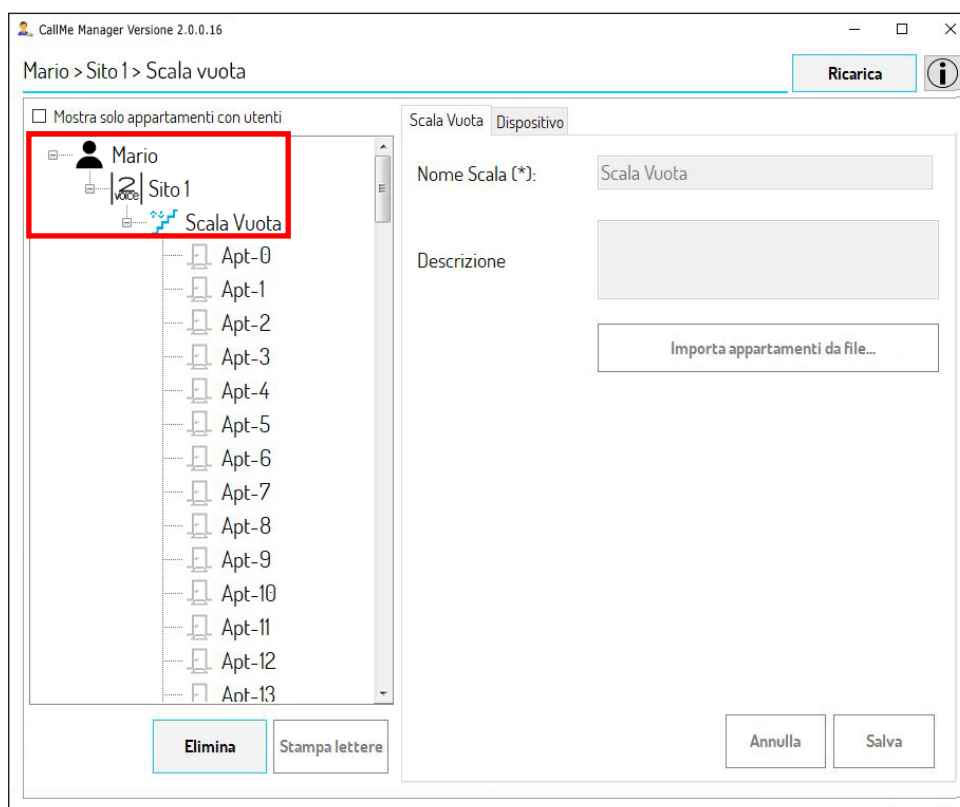 CallMe Manager Versione 2.0.0.16
Mario > Sito 1 > Scala vuota
Ricarica
i
Mostra solo appartamenti con utenti
Mario
2 voice Sito 1
Scala Vuota
Apt-0
Apt-1
Apt-2
Apt-3
Apt-4
Apt-5
Apt-6
Apt-7
Apt-8
Apt-9
Apt-10
Apt-11
Apt-12
Apt-13
Elimina
Stampa lettere
Scala Vuota Dispositivo
Nome Scala (*): Scala Vuota
Descrizione
Importa appartamenti da file...
Annulla
Salva